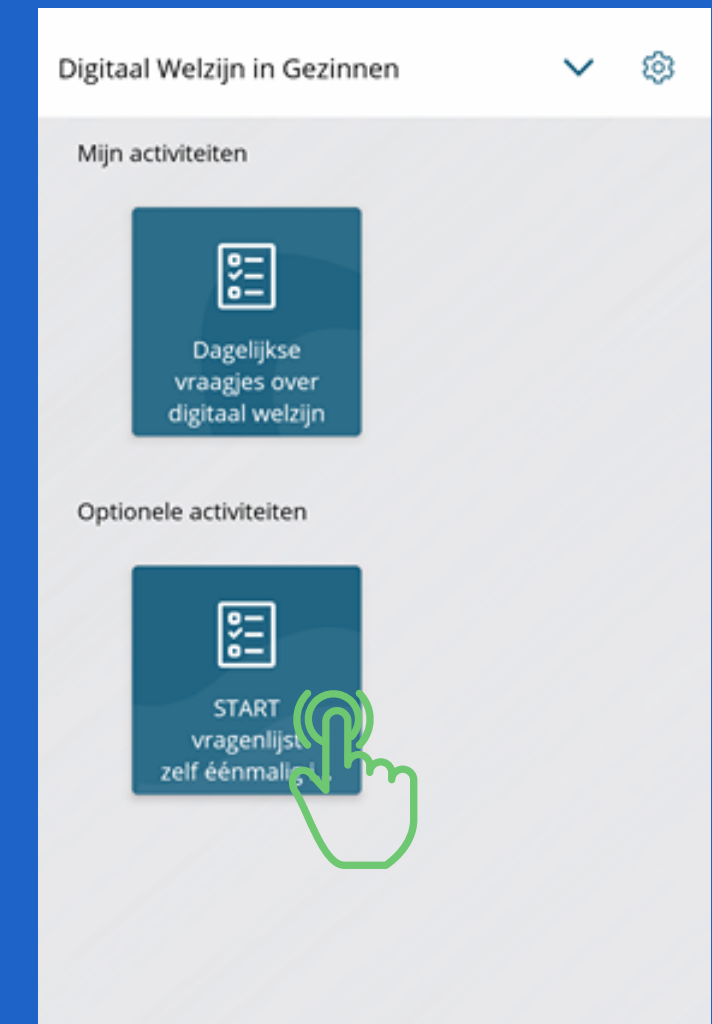 Digitaal Welzijn in Gezinnen
Mijn activiteiten
Dagelijkse
vraagjes over
digitaal welzijn
Optionele activiteiten
START
vragenlijst
zelf éénmalig